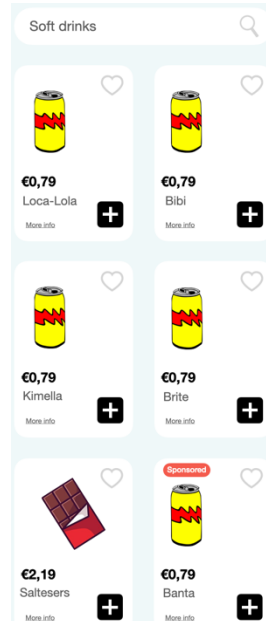 Soft drinks
€0,79
Loca-Lola
More info
€0,79
Bibi
More info
€0,79
Kimella
More info
€0,79
Brite
More info
€2,19
Saltesers
More info
Sponsored
€0,79
Banta
More info